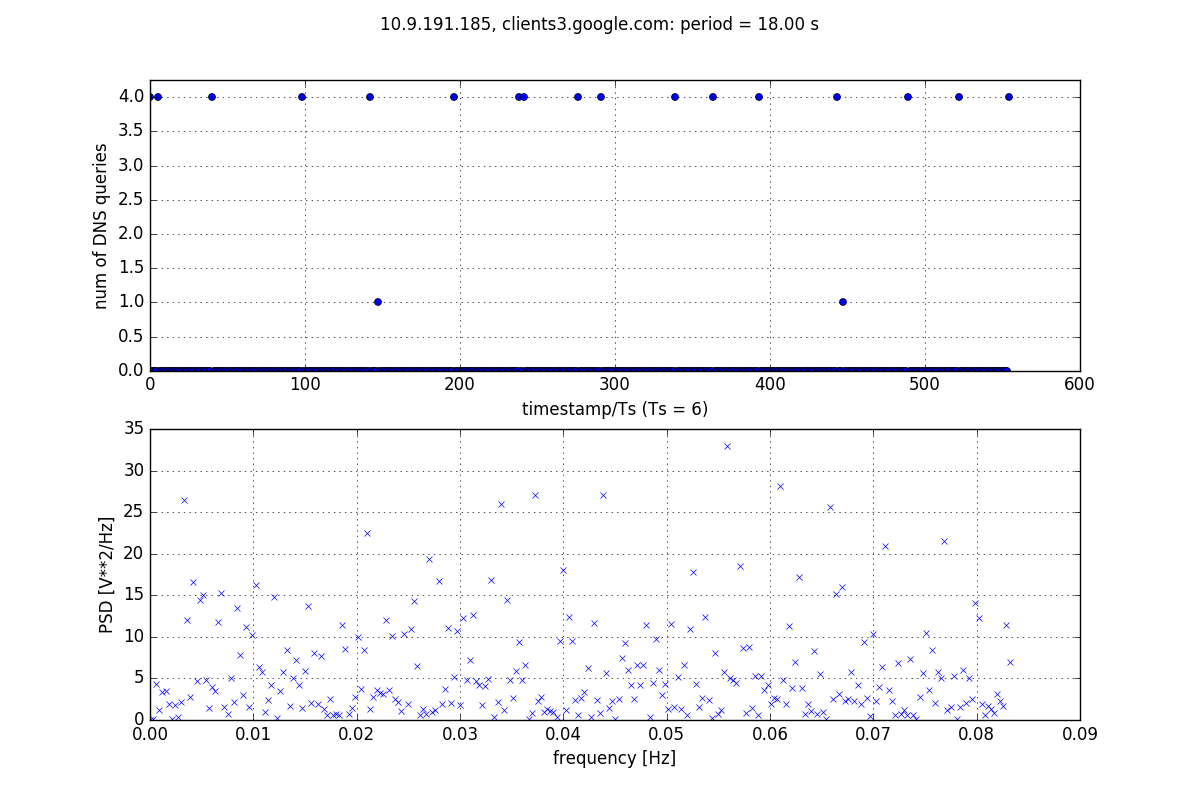 10.9.191.185, clients3.google.com: period = 18.00 s
4.0
3.5
3.0
2.5
2.0
1.5
1.0
0.5
0.0
num of DNS queries
0 100 200 300 400 500 600
timestamp/Ts (Ts = 6)
35
30
25
20
15
10
5
0
PSD [V**2/Hz]
0.00 0.01 0.02 0.03 0.04 0.05 0.06 0.07 0.08 0.09
frequency [Hz]